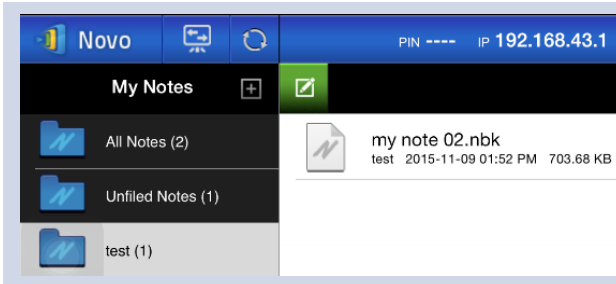 Novo
PIN ---- IP 192.168.43.1
My Notes
All Notes (2)
Unfiled Notes (1)
test (1)
my note 02.nbk
test 2015-11-09 01:52 PM 703.68 KB